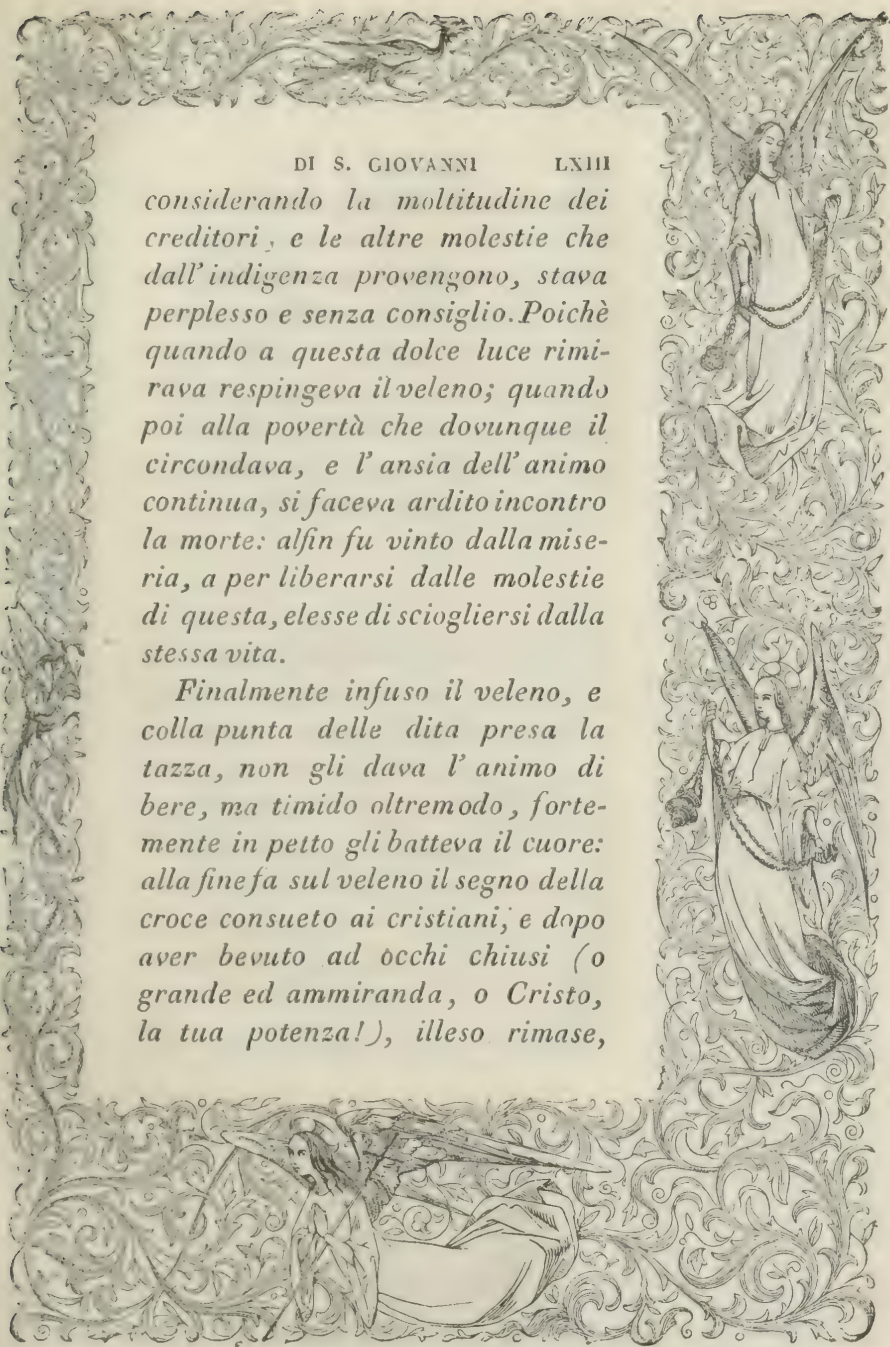 DI S. GIOVANNI LXIII
considerando la moltitudine dei
creditori, e le altre molestie che
dall' indigenza provengono, stava
perplesso e senza consiglio. Poichè
quando a questa dolce luce rimi-
rava respingeva il veleno; quando
poi alla povertà che dovunque il
circondava, e l' ansia dell' animo
continua, si faceva ardito incontro
la morte: alfin fu vinto dalla mise-
ria, a per liberarsi dalle molestie
di questa, elesse di sciogliersi dalla
stessa vita.
Finalmente infuso il veleno, e
colla punta delle dita presa la
tazza, non gli dava l' animo di
bere, ma timido oltremodo, forte-
mente in petto gli batteva il cuore:
alla fine fa sul veleno il segno della
croce consueto ai cristiani, e dopo
aver bevuto ad occhi chiusi (o
grande ed ammiranda, o Cristo,
la tua potenza!), illeso rimase,